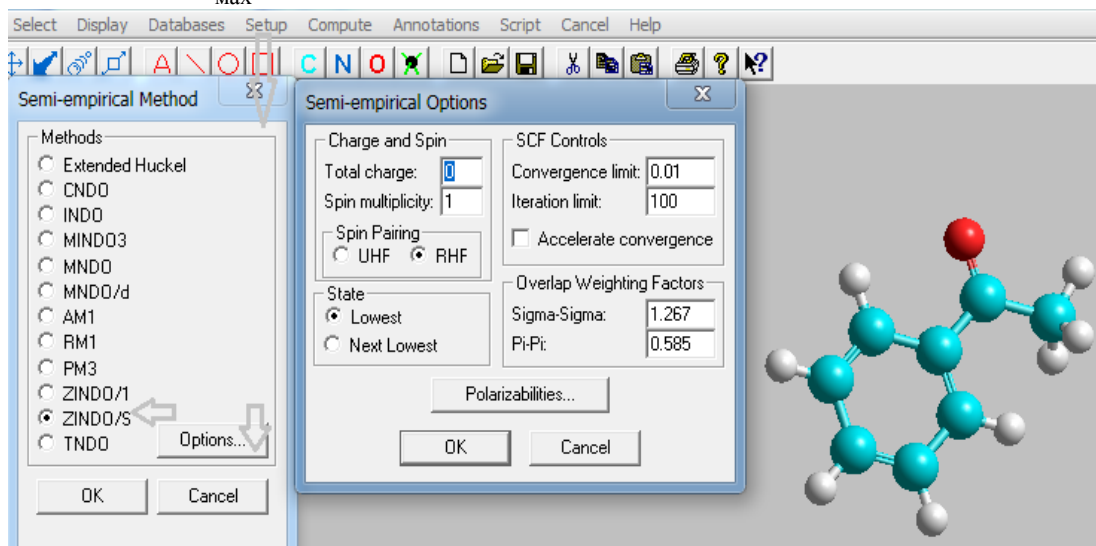 max
Select Display Databases Setup Compute Annotations Script Cancel Help
A C N O ? ?
Semi-empirical Method
Methods
Extended Huckel
CNDO
INDO
MINDO3
MNDO
MNDO/d
AM1
RM1
PM3
ZINDO/1
ZINDO/S
TNDO
Options...
OK Cancel
Semi-empirical Options
Charge and Spin
Total charge: 0
Spin multiplicity: 1
Spin Pairing
UHF RHF
State
Lowest
Next Lowest
SCF Controls
Convergence limit: 0.01
Iteration limit: 100
Accelerate convergence
Overlap Weighting Factors
Sigma-Sigma: 1.267
Pi-Pi: 0.585
Polarizabilities...
OK Cancel